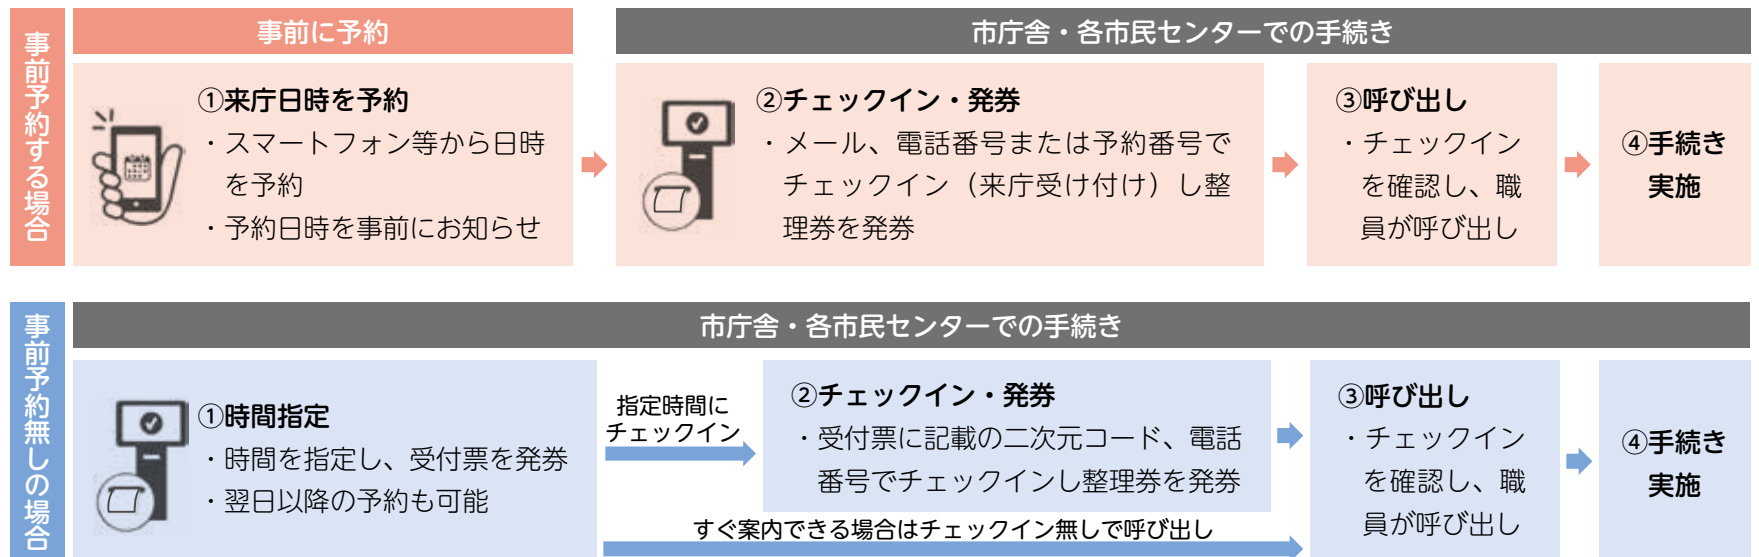 事前予約する場合
事前に予約
①来庁日時を予約
・スマートフォン等から日時
を予約
・予約日時を事前にお知らせ
市庁舎・各市民センターでの手続き
②チェックイン・発券
・メール、電話番号または予約番号で
チェックイン（来庁受け付け）し整
理券を発券
③呼び出し
・チェックイン
を確認し、職
員が呼び出し
④手続き
実施
事前予約無しの場合
市庁舎・各市民センターでの手続き
①時間指定
・時間を指定し、受付票を発券
・翌日以降の予約も可能
指定時間に
チェックイン
②チェックイン・発券
・受付票に記載の二次元コード、電話
番号でチェックインし整理券を発券
すぐ案内できる場合はチェックイン無しで呼び出し
③呼び出し
・チェックイン
を確認し、職
員が呼び出し
④手続き
実施